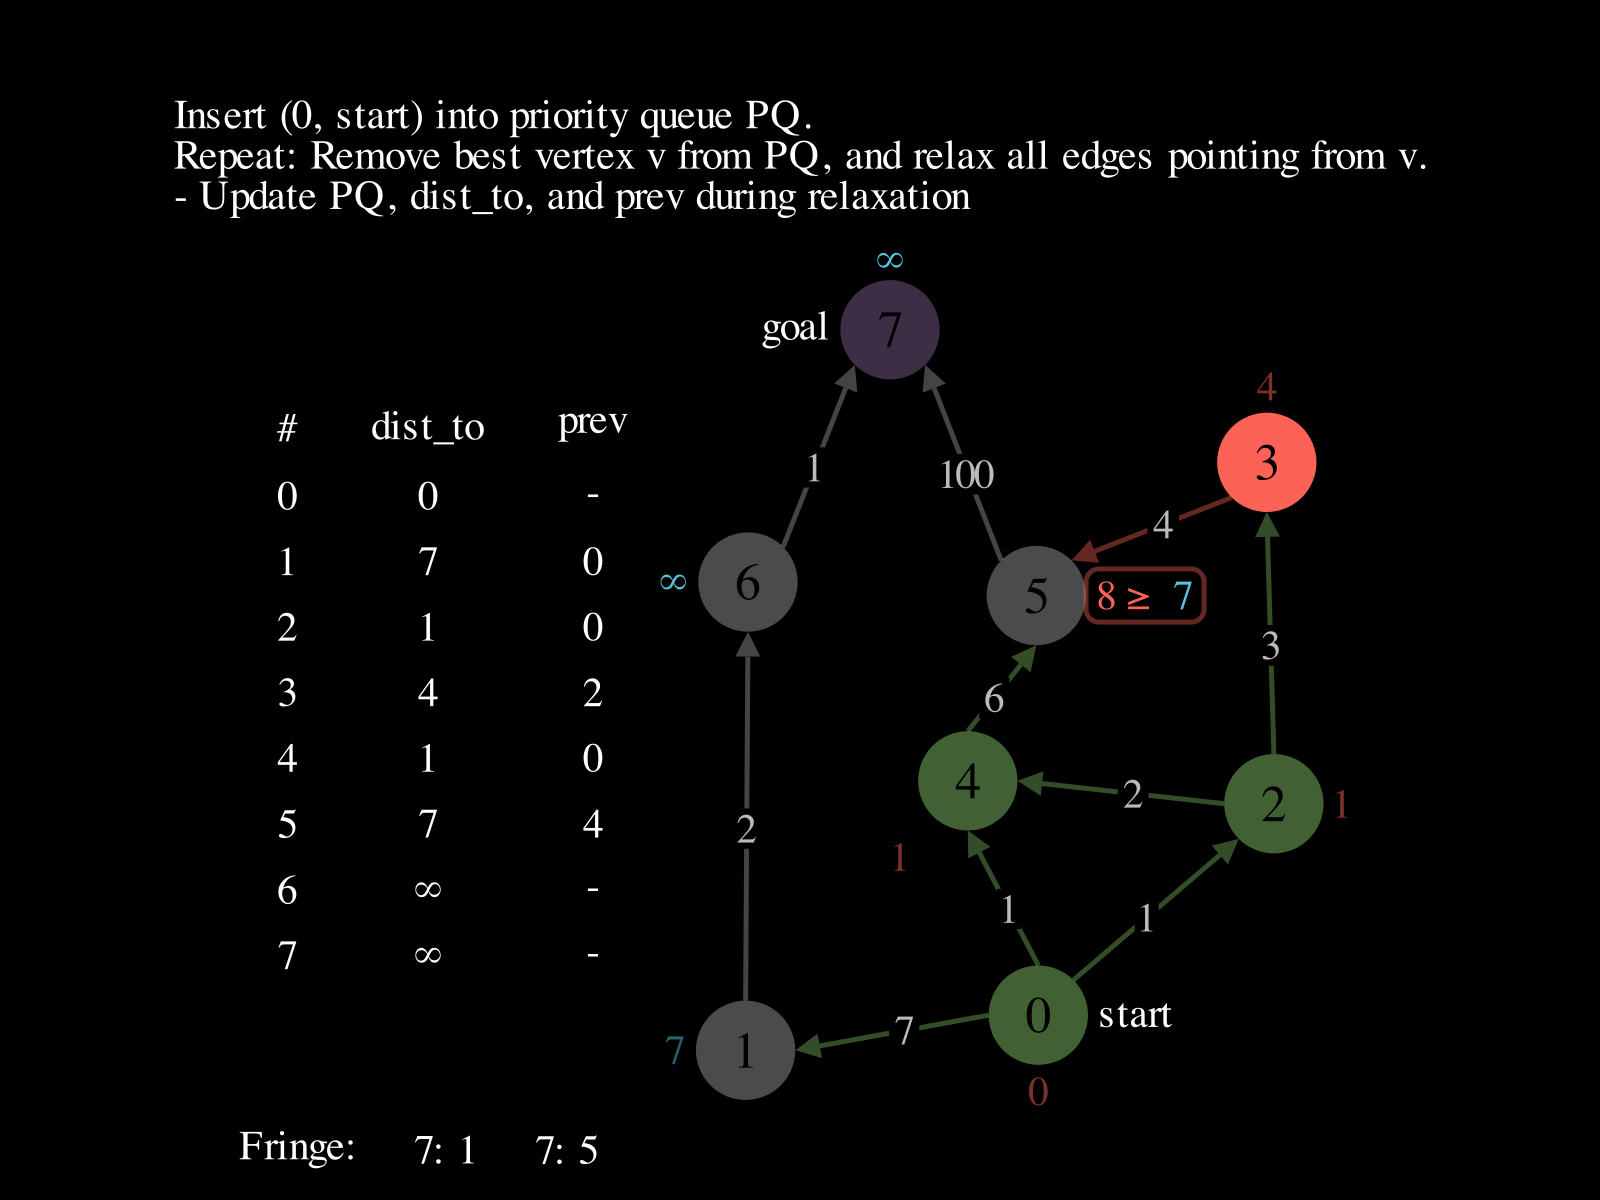 Insert (0, start) into priority queue PQ.
Repeat: Remove best vertex v from PQ, and relax all edges pointing from v.
- Update PQ, dist_to, and prev during relaxation
∞
goal
7
4
3
# dist_to prev
0 0 -
1 7 0
2 1 0
3 4 2
4 1 0
5 7 4
6 ∞ -
7 ∞ -
1
100
4
∞
6
5
8 ≥ 7
3
6
4
2
2
1
2
1
1
1
7
0
start
7
1
0
Fringe: 7: 1 7: 5